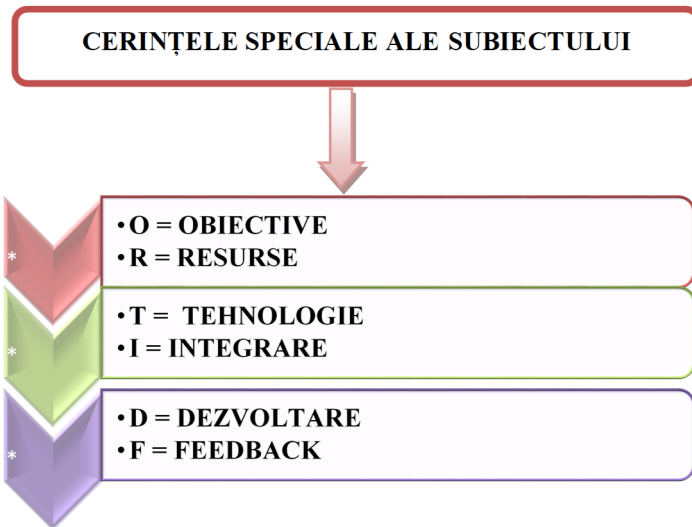 CERINȚELE SPECIALE ALE SUBIECTULUI
*
• O = OBIECTIVE
• R = RESURSE
*
• T = TEHNOLOGIE
• I = INTEGRARE
*
• D = DEZVOLTARE
• F = FEEDBACK